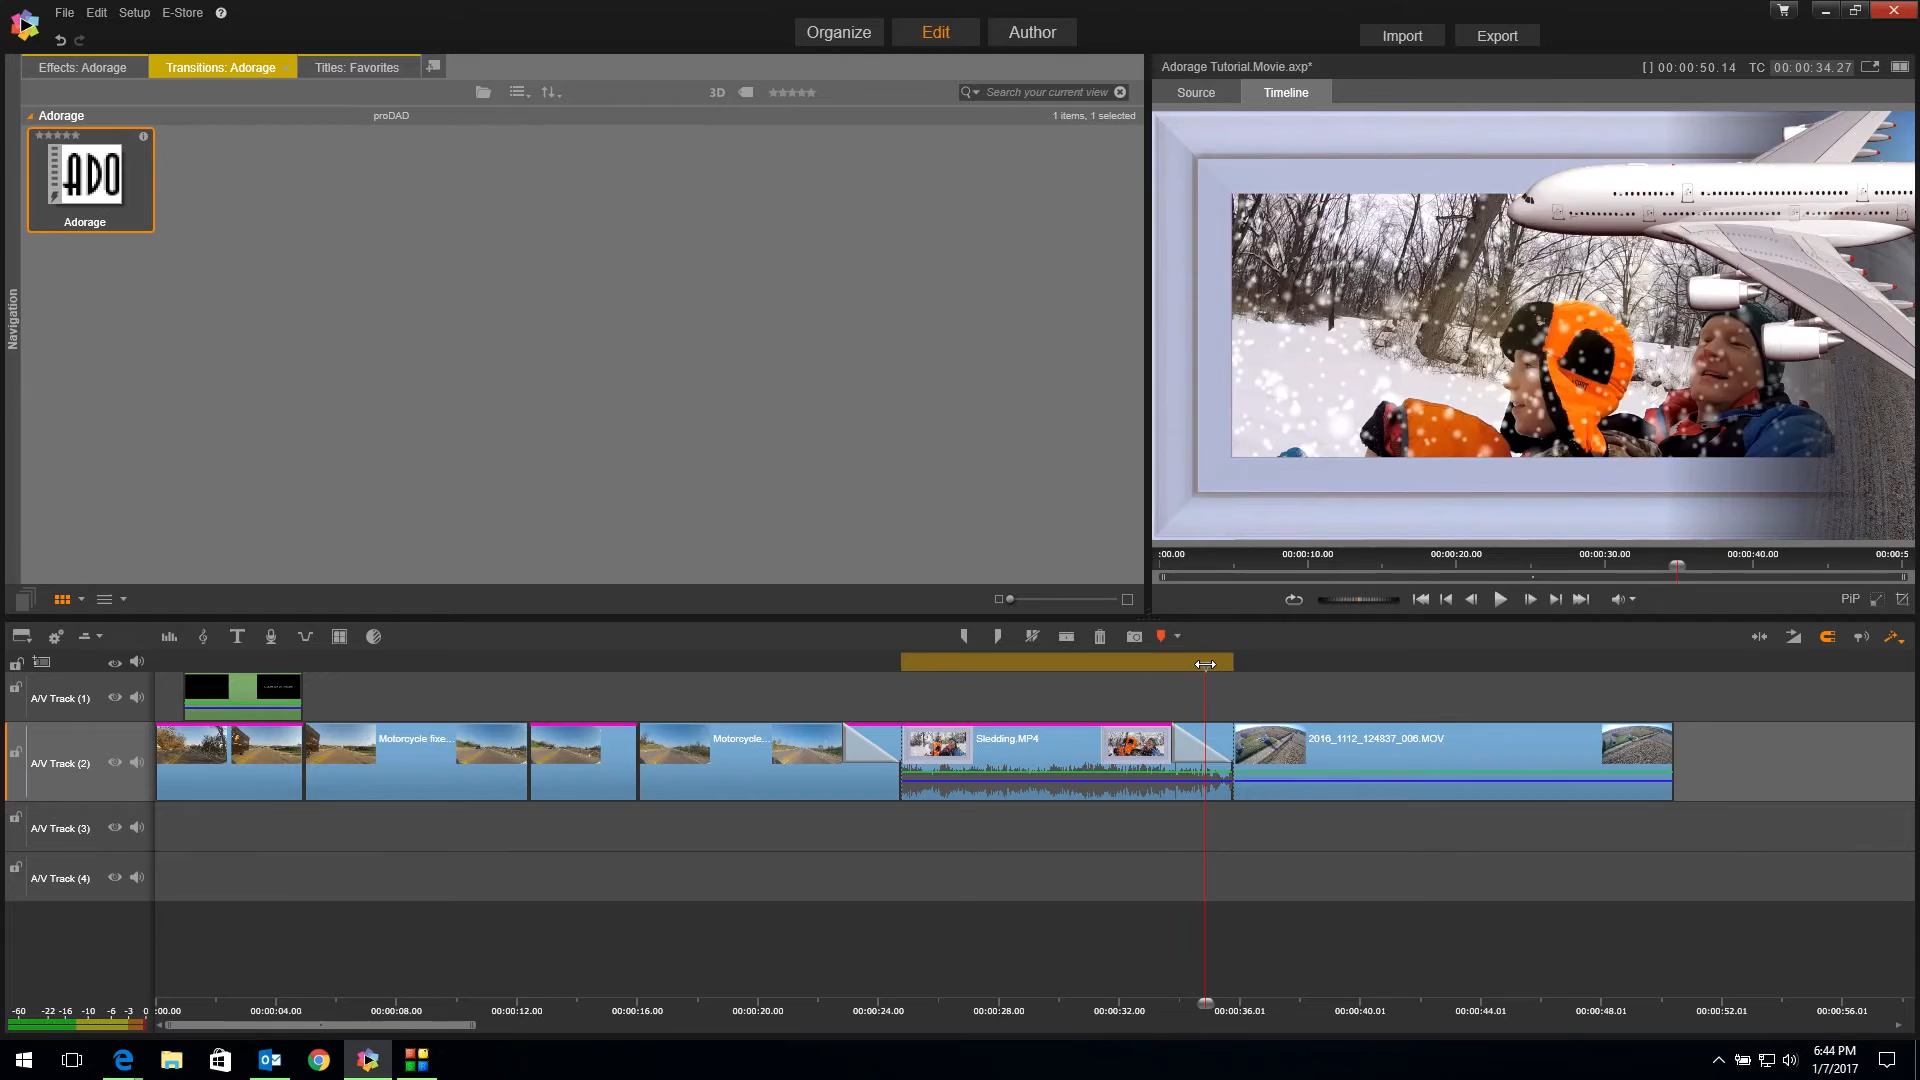 File Edit Setup E-Store
Organize Edit Author
Import Export
Effects: Adorage Transitions: Adorage Titles: Favorites
Adorage Tutorial.Movie.axp*
[ ] 00:00:50.14 TC 00:00:34.27
3D
Search your current view
Source Timeline
Adorage
proDAD
1 items, 1 selected
ADO
Adorage
Navigation
:00.00 00:00:10.00 00:00:20.00 00:00:30.00 00:00:40.00 00:00:5
PiP
A/V Track (1)
A/V Track (2)
Motorcycle fixe...
Motorcycle...
Sledding.MP4
2016_1112_124837_006.MOV
A/V Track (3)
A/V Track (4)
-60 -22 -16 -10 -6 -3 0
:00.00 00:00:04.00 00:00:08.00 00:00:12.00 00:00:16.00 00:00:20.00 00:00:24.00 00:00:28.00 00:00:32.00 00:00:36.01 00:00:40.01 00:00:44.01 00:00:48.01 00:00:52.01 00:00:56.01
6:44 PM
1/7/2017